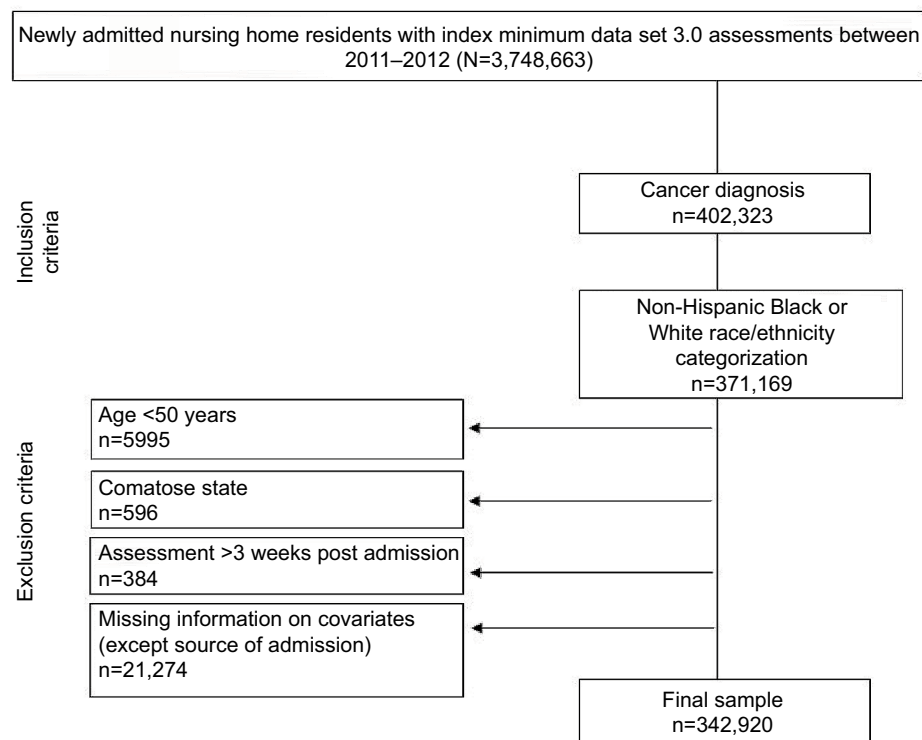 Newly admitted nursing home residents with index minimum data set 3.0 assessments between
2011–2012 (N=3,748,663)
Inclusion
criteria
Cancer diagnosis
n=402,323
Non-Hispanic Black or
White race/ethnicity
categorization
n=371,169
Exclusion criteria
Age <50 years
n=5995
Comatose state
n=596
Assessment >3 weeks post admission
n=384
Missing information on covariates
(except source of admission)
n=21,274
Final sample
n=342,920